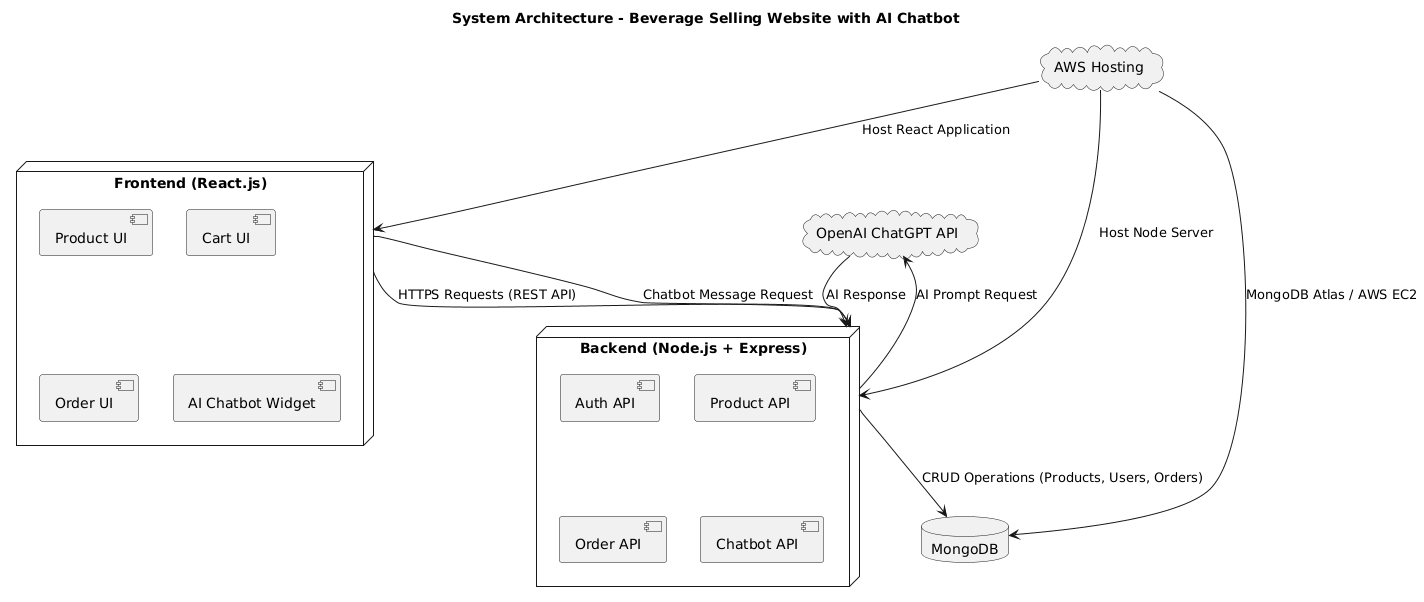 System Architecture - Beverage Selling Website with AI Chatbot
AWS Hosting
Host React Application
Frontend (React.js)
Product UI
Cart UI
OpenAI ChatGPT API
Host Node Server
HTTPS Requests (REST API)
Chatbot Message Request
AI Response
AI Prompt Request
MongoDB Atlas / AWS EC2
Backend (Node.js + Express)
Order UI
AI Chatbot Widget
Auth API
Product API
CRUD Operations (Products, Users, Orders)
Order API
Chatbot API
MongoDB